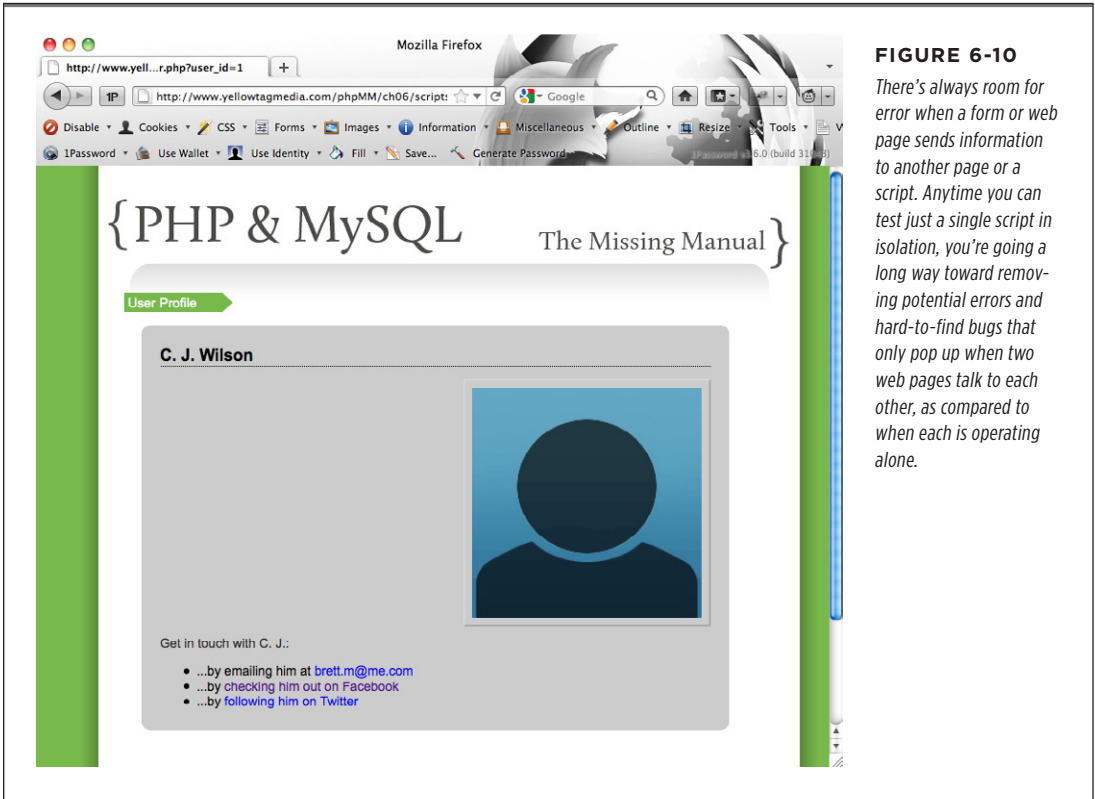 Mozilla Firefox
http://www.yell...r.php?user_id=1
+
1P http://www.yellowtagmedia.com/phpMM/ch06/script: Google
Disable Cookies CSS Forms Images Information Miscellaneous Outline Resize Tools V
1Password Use Wallet Use Identity Fill Save... Generate Password
{PHP & MySQL
The Missing Manual}
User Profile
C. J. Wilson
Get in touch with C. J.:
• ...by emailing him at brett.m@me.com
• ...by checking him out on Facebook
• ...by following him on Twitter
FIGURE 6-10
There's always room for
error when a form or web
page sends information
to another page or a
script. Anytime you can
test just a single script in
isolation, you're going a
long way toward remov-
ing potential errors and
hard-to-find bugs that
only pop up when two
web pages talk to each
other, as compared to
when each is operating
alone.